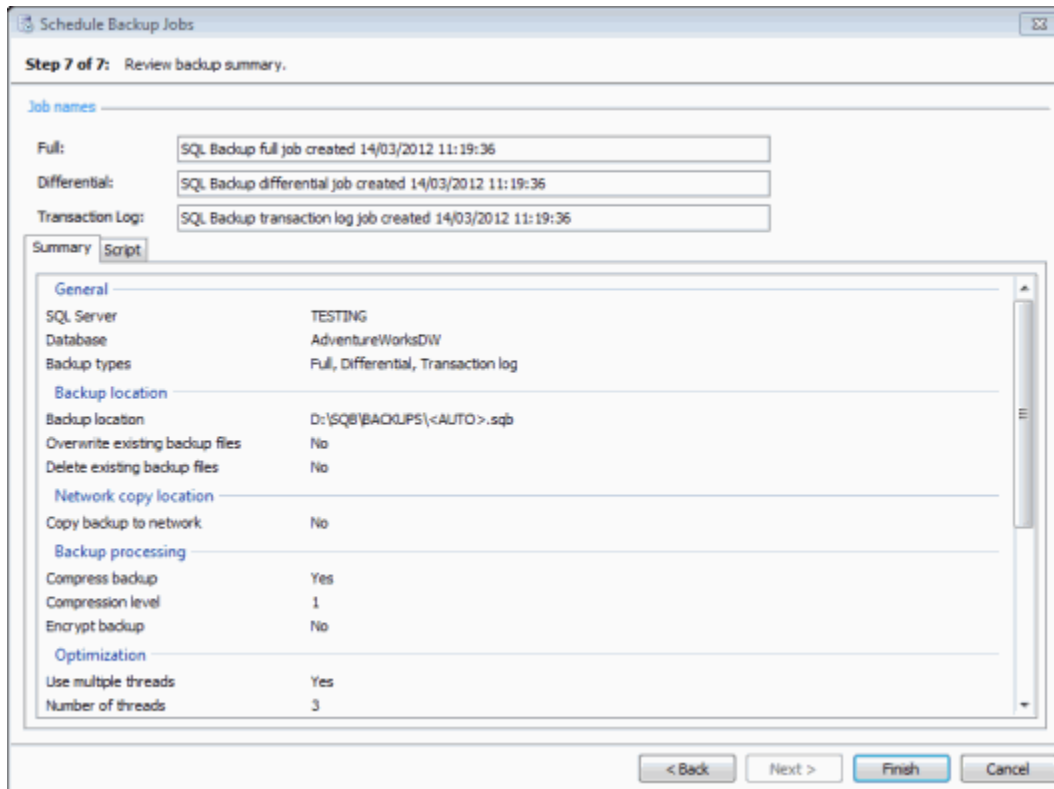 Schedule Backup Jobs
Step 7 of 7: Review backup summary.
Job names
Full: SQL Backup full job created 14/03/2012 11:19:36
Differential: SQL Backup differential job created 14/03/2012 11:19:36
Transaction Log: SQL Backup transaction log job created 14/03/2012 11:19:36
Summary Script
General
SQL Server TESTING
Database AdventureWorksDW
Backup types Full, Differential, Transaction log
Backup location
Backup location D:\SQB\BACKUPS\<AUTO>.sqb
Overwrite existing backup files No
Delete existing backup files No
Network copy location
Copy backup to network No
Backup processing
Compress backup Yes
Compression level 1
Encrypt backup No
Optimization
Use multiple threads Yes
Number of threads 3
< Back Next > Finish Cancel